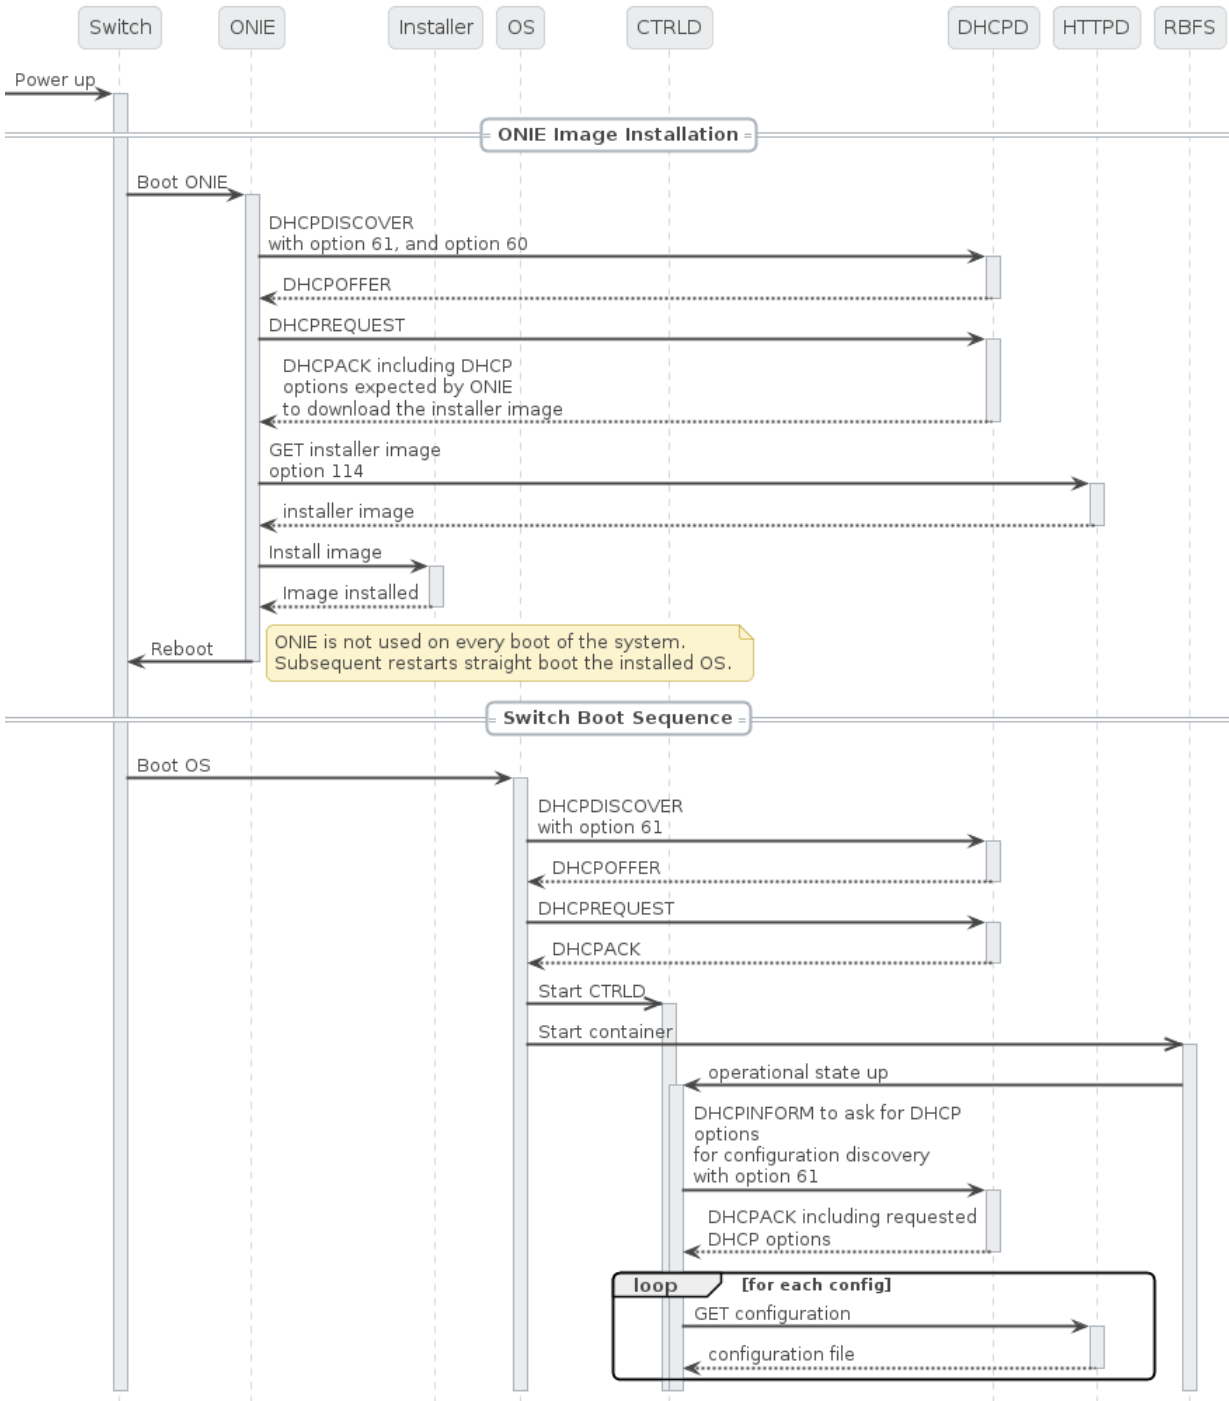 Switch ONIE Installer OS CTRLD DHCPD HTTPD RBFS
Power up
= ONIE Image Installation =
Boot ONIE
DHCPDISCOVER
with option 61, and option 60
DHCPOFFER
DHCPREQUEST
DHCPACK including DHCP
options expected by ONIE
to download the installer image
GET installer image
option 114
installer image
Install image
Image installed
ONIE is not used on every boot of the system.
Reboot
Subsequent restarts straight boot the installed OS.
= Switch Boot Sequence =
Boot OS
DHCPDISCOVER
with option 61
DHCPOFFER
DHCPREQUEST
DHCPACK
Start CTRLD
Start container
operational state up
DHCPINFORM to ask for DHCP
options
for configuration discovery
with option 61
DHCPACK including requested
DHCP options
loop [for each config]
GET configuration
configuration file